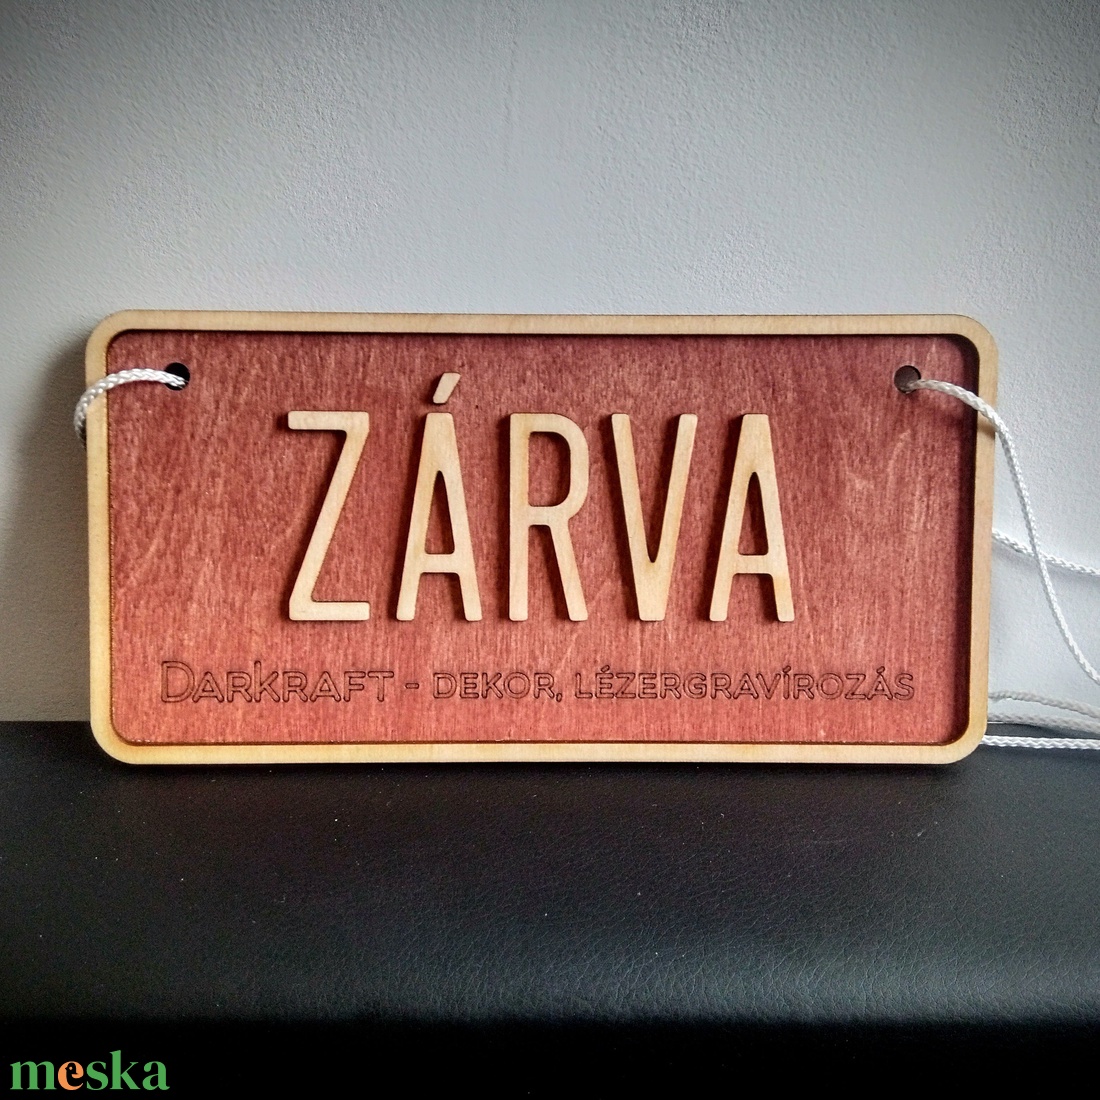 ZÁRVA
DARKRAFT - DEKOR, LÉZERGRAVÍROZÁS
meska